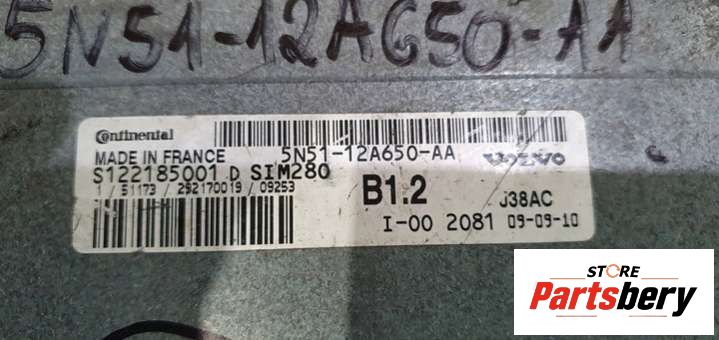 5N51-12A650-AA
Continental
MADE IN FRANCE 5N51-12A650-AA VOLVO
S122185001 D SIM280
1 / 51173 / 292170019 / 09253
B1.2 J38AC
I-00 2081 09-09-10
STORE
Partsbery